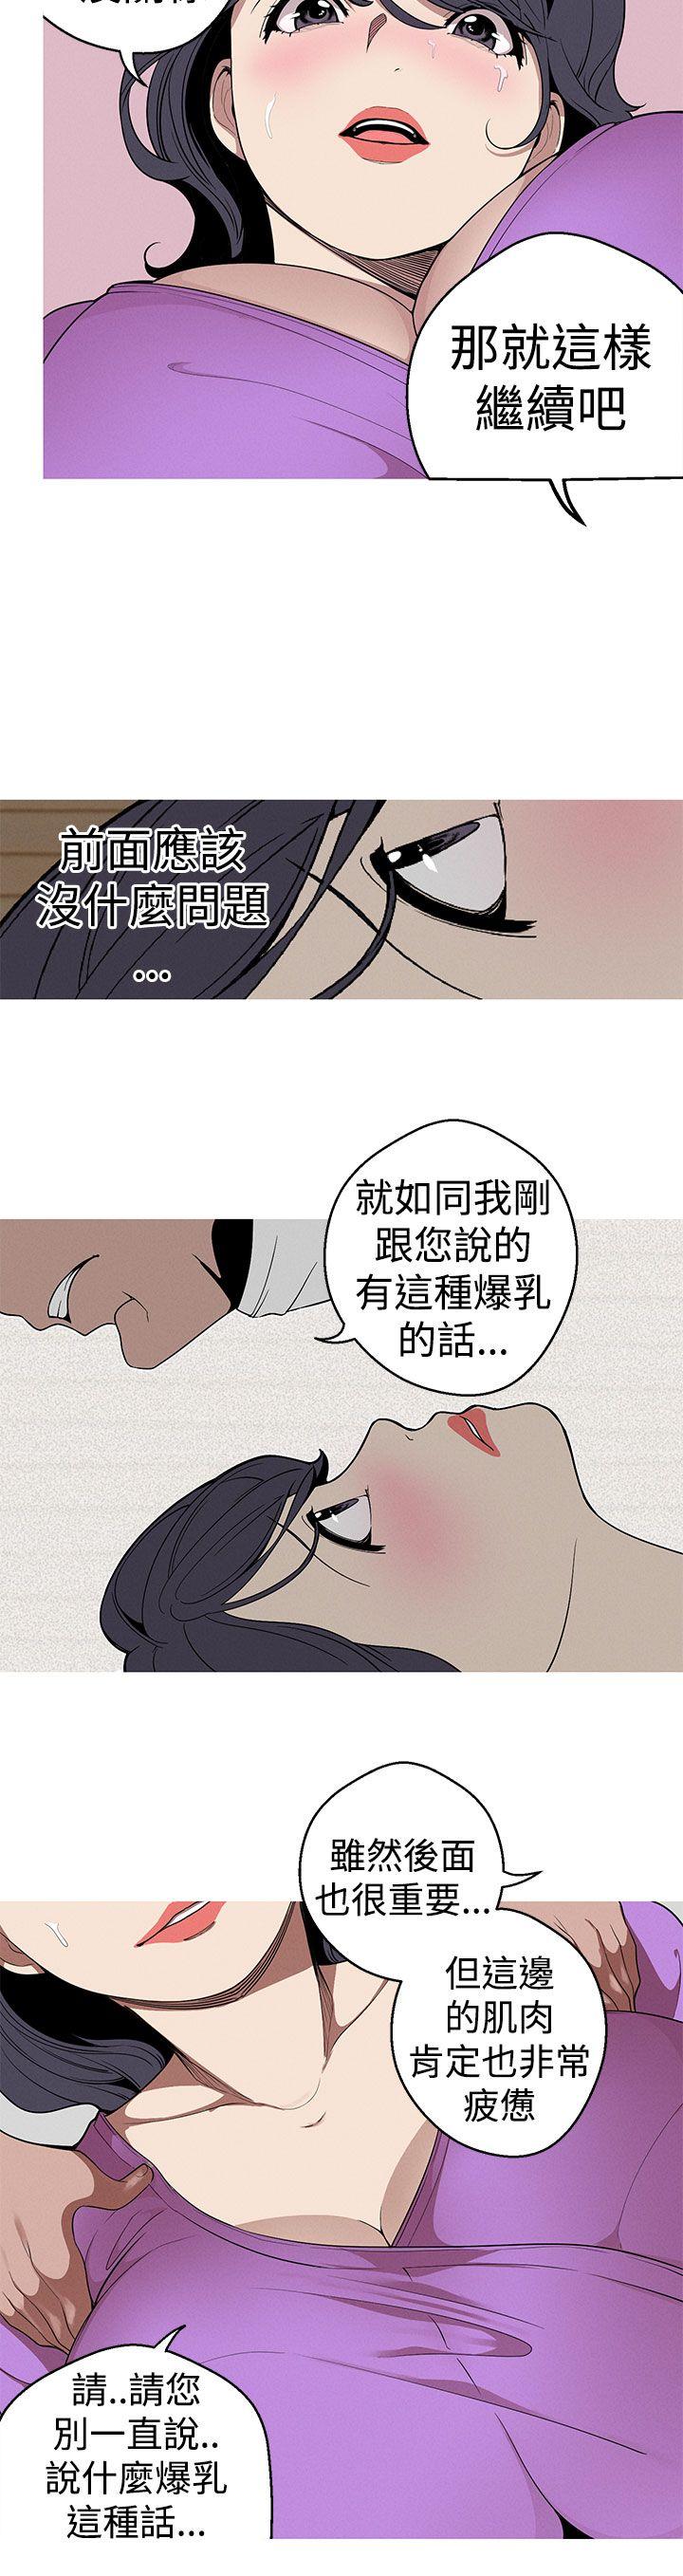 那就這樣
繼續吧
前面應該
沒什麼問題
...
就如同我剛
跟您說的
有這種爆乳
的話...
雖然後面
也很重要...
但這邊
的肌肉
肯定也非常
疲憊
請..請您
別一直說..
說什麼爆乳
這種話...